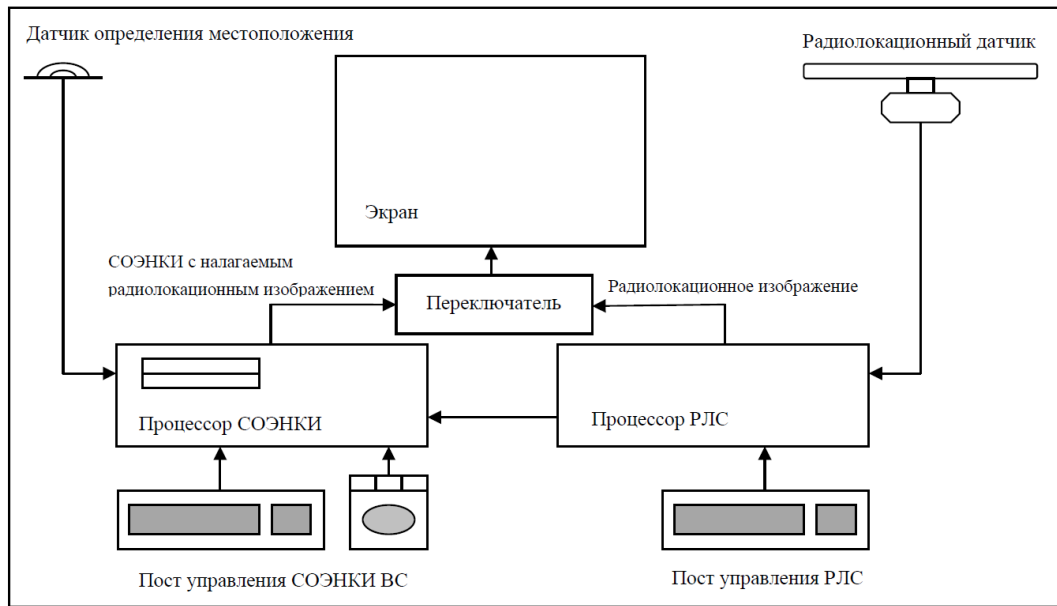 Датчик определения местоположения
Радиолокационный датчик
Экран
СОЭНКИ с налагаемым
радиолокационным изображением
Переключатель
Радиолокационное изображение
Процессор СОЭНКИ
Процессор РЛС
Пост управления СОЭНКИ ВС
Пост управления РЛС